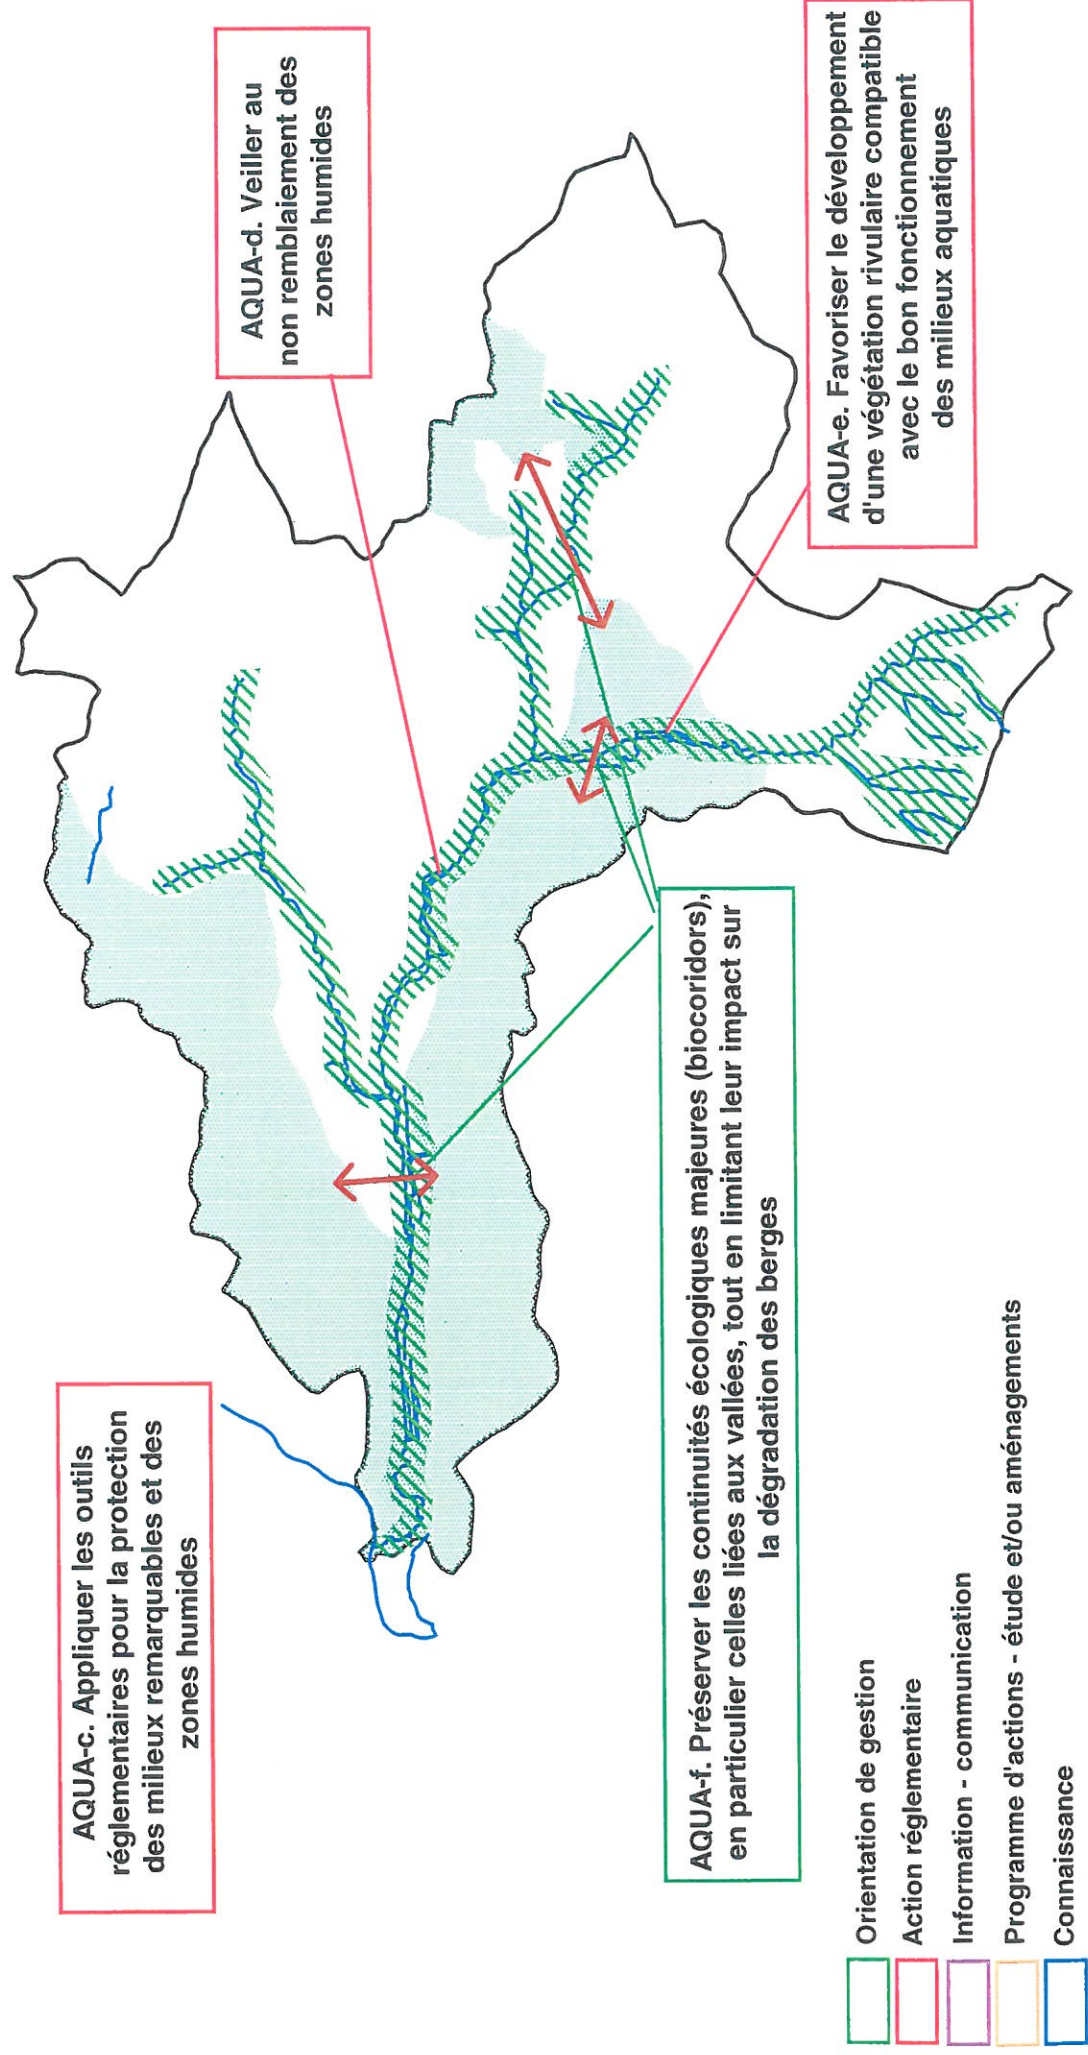 AQUA-c. Appliquer les outils
réglementaires pour la protection
des milieux remarquables et des
zones humides
AQUA-d. Veiller au
non remblaiement des
zones humides
AQUA-f. Préserver les continuités écologiques majeures (biocoridors),
en particulier celles liées aux vallées, tout en limitant leur impact sur
la dégradation des berges
AQUA-e. Favoriser le développement
d'une végétation rivulaire compatible
avec le bon fonctionnement
des milieux aquatiques
Orientation de gestion
Action réglementaire
Information - communication
Programme d'actions - étude et/ou aménagements
Connaissance